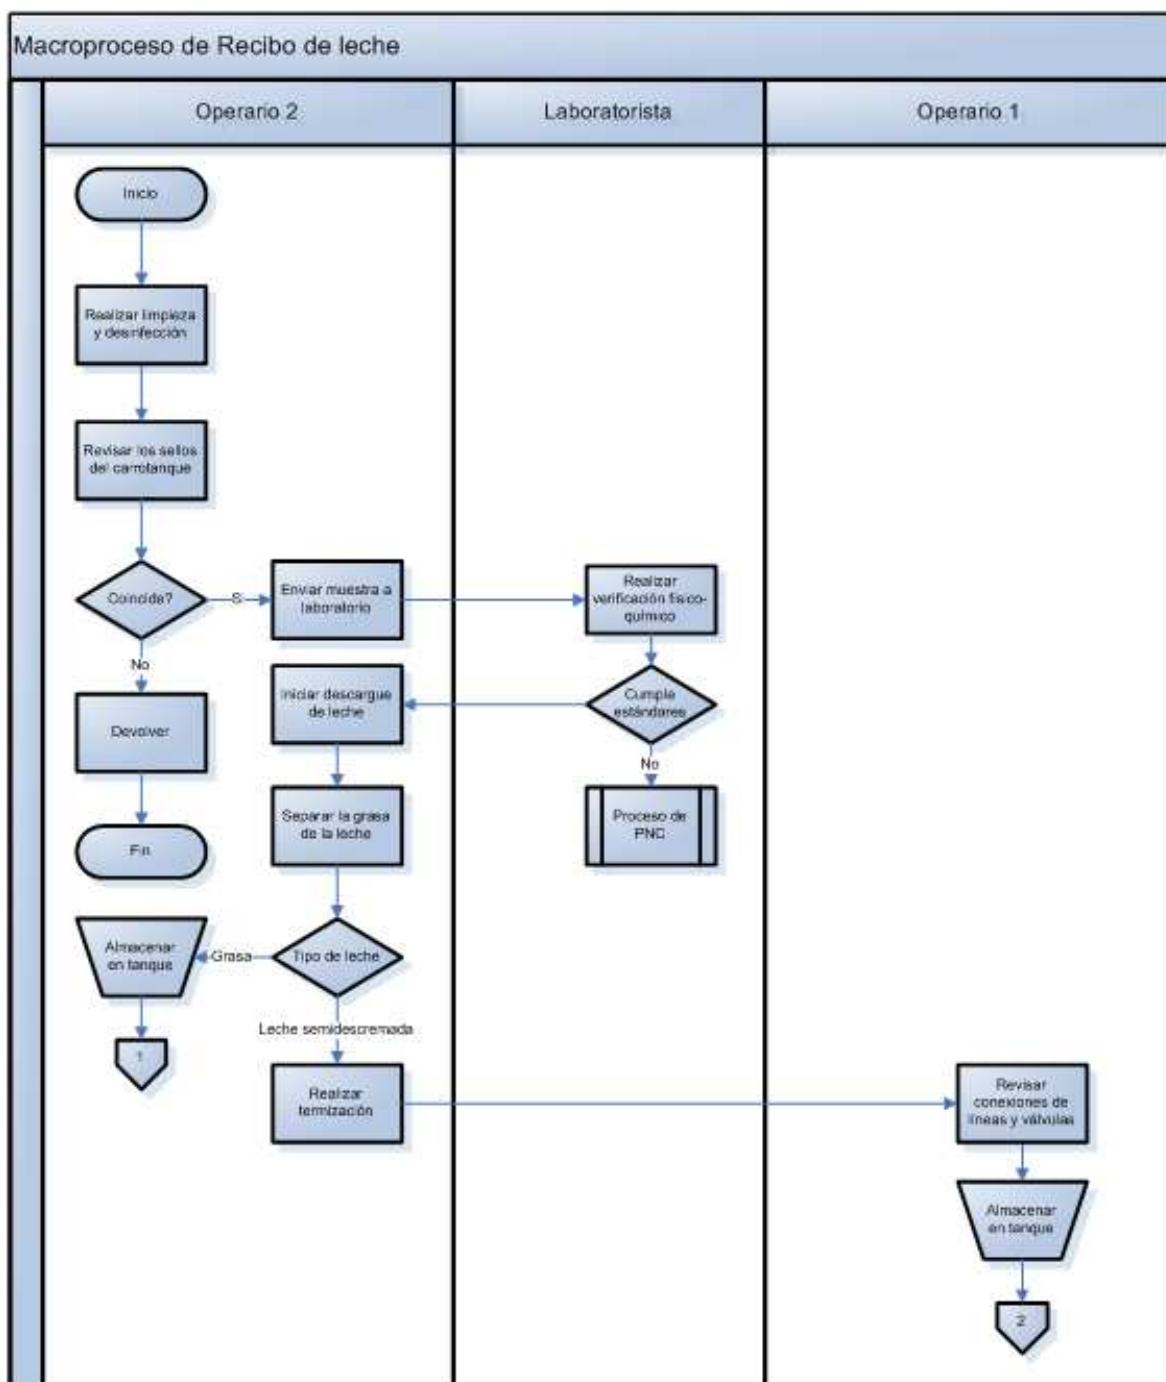 Macroproceso de Recibo de leche
Operario 2
Laboratorista
Operario 1
Inicio
Realizar limpieza
y desinfección
Revisar los sellos
del carrotanque
Coincida?
Si
Enviar muestra a
laboratorio
Realizar
verificación fisico-
químico
No
Iniciar descargue
de leche
Cumple
estándares
Devolver
No
Separar la grasa
de la leche
Proceso de
PNC
Fin
Almacenar
en tanque
Grasa
Tipo de leche
Leche semidescremada
1
Realizar
termización
Revisar
conexiones de
líneas y válvulas
Almacenar
en tanque
2